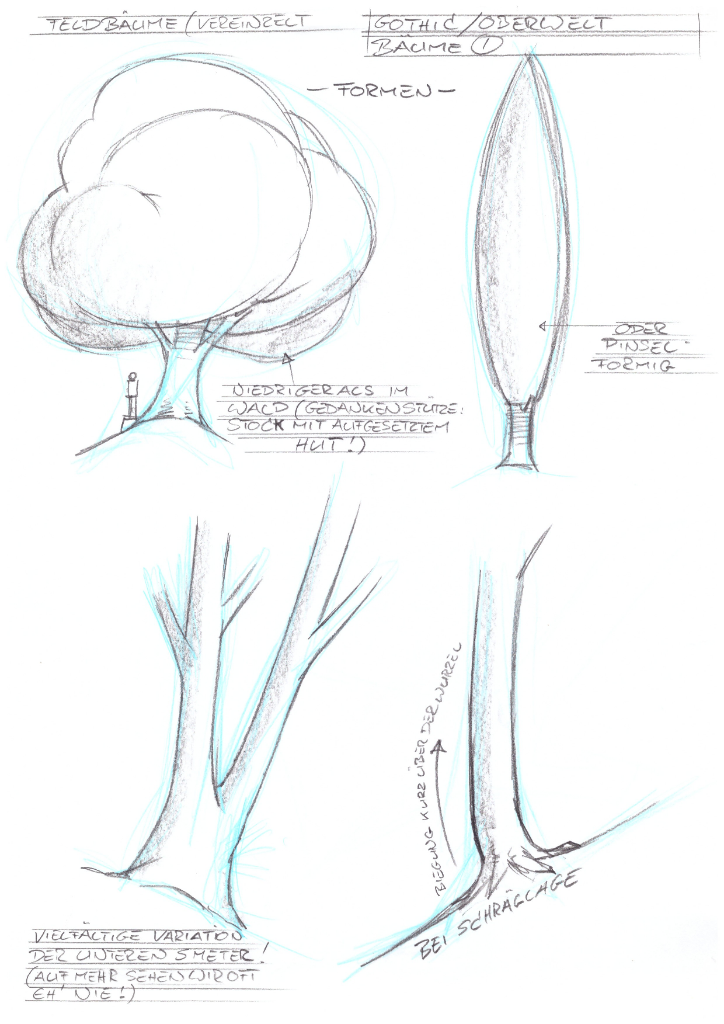 FELDBÄUME/VEREINZELT
GOTHIC/OBERWELT
BÄUME ①
– FORMEN –
ODER
PINSEL-
FÖRMIG
NIEDRIGER ALS IM
WALD (GEDANKENSTÜTZE:
STOCK MIT AUFGESETZTEM
HUT!)
BIEGUNG KURZ ÜBER DER WURZEL
BEI SCHRÄGLAGE
VIELFÄLTIGE VARIATION
DER UNTEREN 5 METER!
(AUF MEHR SEHEN WIR OFT
EH' NIE!)